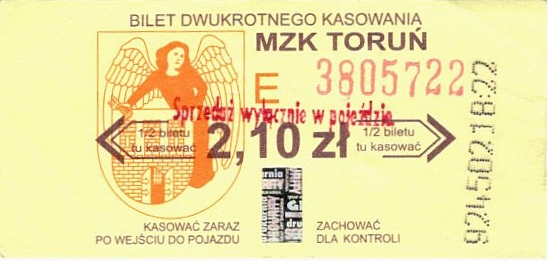 BILET DWUKROTNEGO KASOWANIA
MZK TORUŃ
E 3805722
Sprzedaż wyłącznie w pojeździe
1/2 biletu
tu kasować
2,10 zł
1/2 biletu
tu kasować
KASOWAĆ ZARAZ
PO WEJŚCIU DO POJAZDU
ZACHOWAĆ
DLA KONTROLI